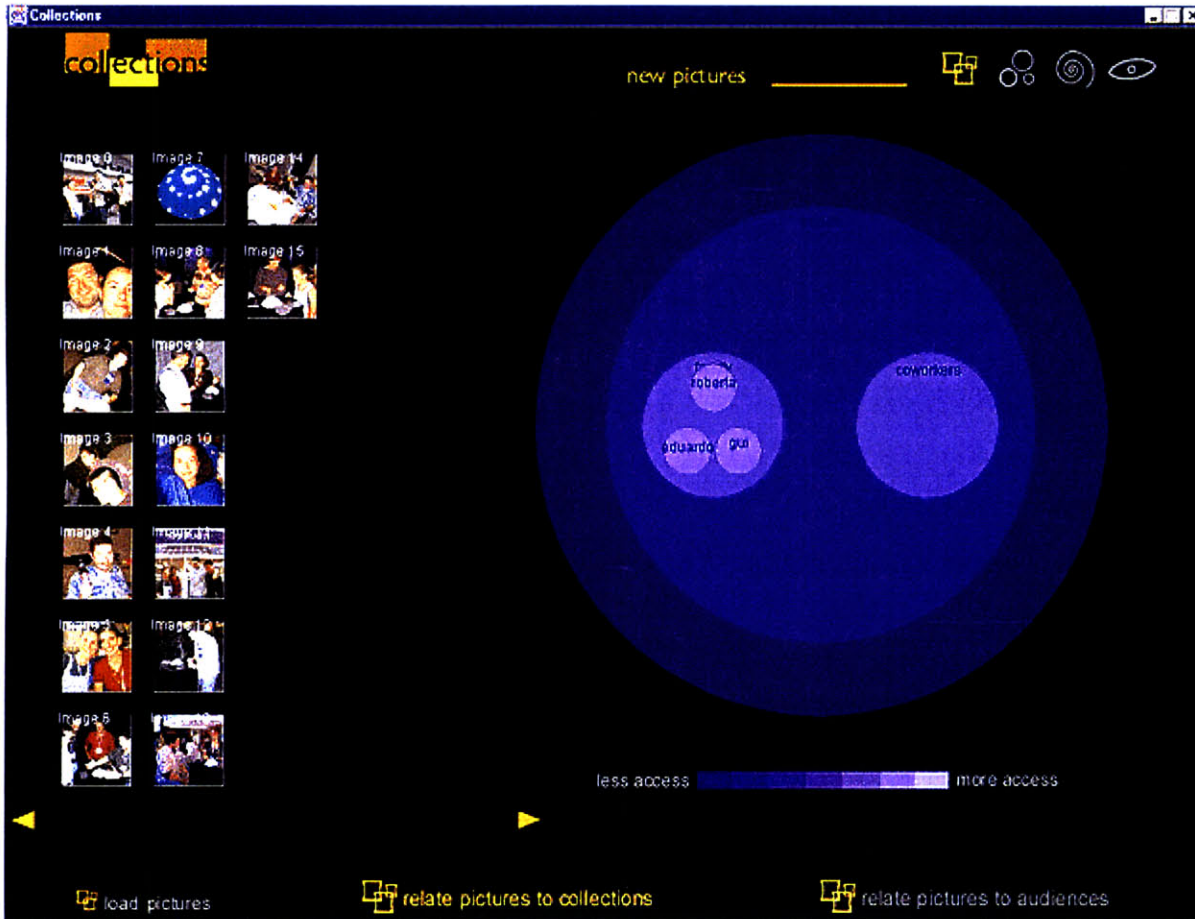 Collections
collections
new pictures
Image 7
Image 14
Image 1
Image 8
Image 15
Image 2
Image 9
Image 3
Image 10
Image 4
Image 5
Image 6
roberta
eduardo
gui
coworkers
less access
more access
load pictures
relate pictures to collections
relate pictures to audiences